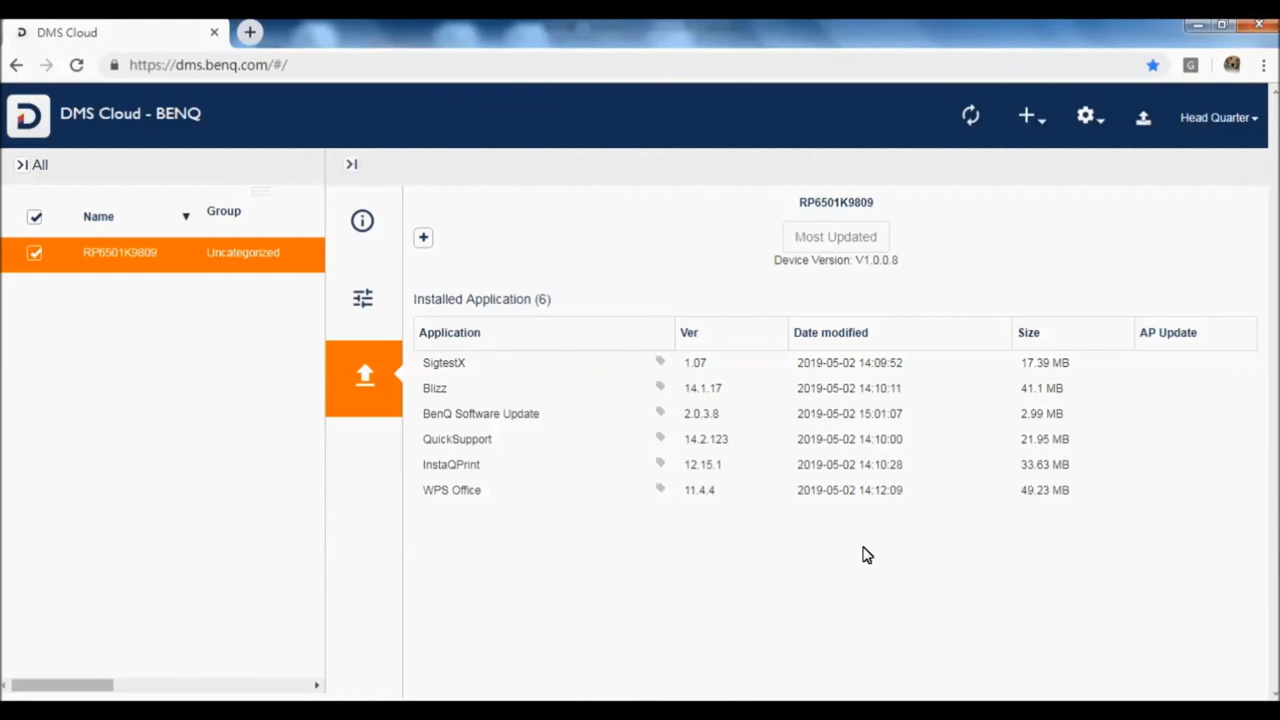 DMS Cloud
https://dms.benq.com/#/
DMS Cloud - BENQ
Head Quarter
All
Name Group
RP6501K9809 Uncategorized
RP6501K9809
Most Updated
Device Version: V1.0.0.8
Installed Application (6)
Application Ver Date modified Size AP Update
SigtestX 1.07 2019-05-02 14:09:52 17.39 MB
Blizz 14.1.17 2019-05-02 14:10:11 41.1 MB
BenQ Software Update 2.0.3.8 2019-05-02 15:01:07 2.99 MB
QuickSupport 14.2.123 2019-05-02 14:10:00 21.95 MB
InstaQPrint 12.15.1 2019-05-02 14:10:28 33.63 MB
WPS Office 11.4.4 2019-05-02 14:12:09 49.23 MB